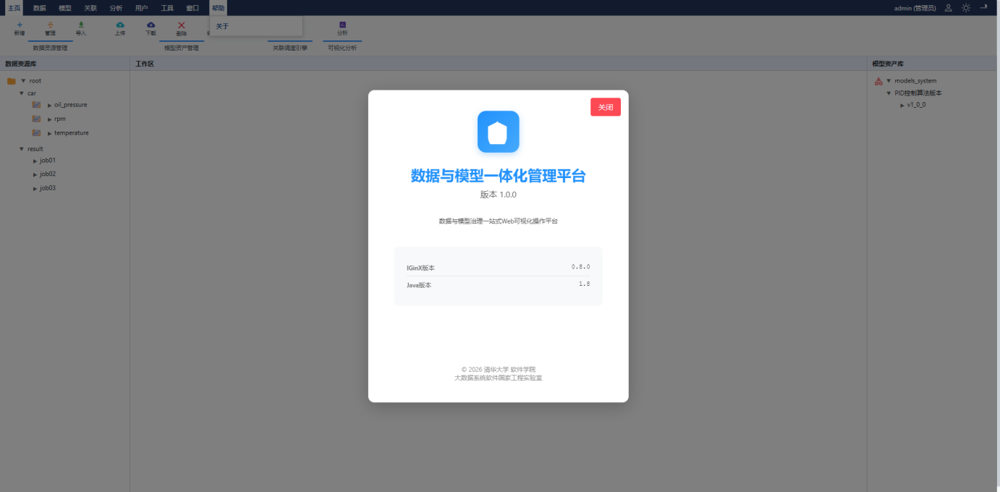 主页 数据 模型 关联 分析 用户 工具 窗口 帮助 admin (管理员)
关于
新增 管理 导入 上传 下载 删除 分析
数据资源管理 模型资产管理 关联调度引擎 可视化分析
数据资源库 工作区 模型资产库
root
car
oil_pressure
rpm
temperature
result
job01
job02
job03
关闭
数据与模型一体化管理平台
版本 1.0.0
数据与模型治理一站式Web可视化操作平台
IGinX版本 0.8.0
Java版本 1.8
© 2026 清华大学 软件学院
大数据系统软件国家工程实验室
models_system
PID控制算法版本
v1_0_0